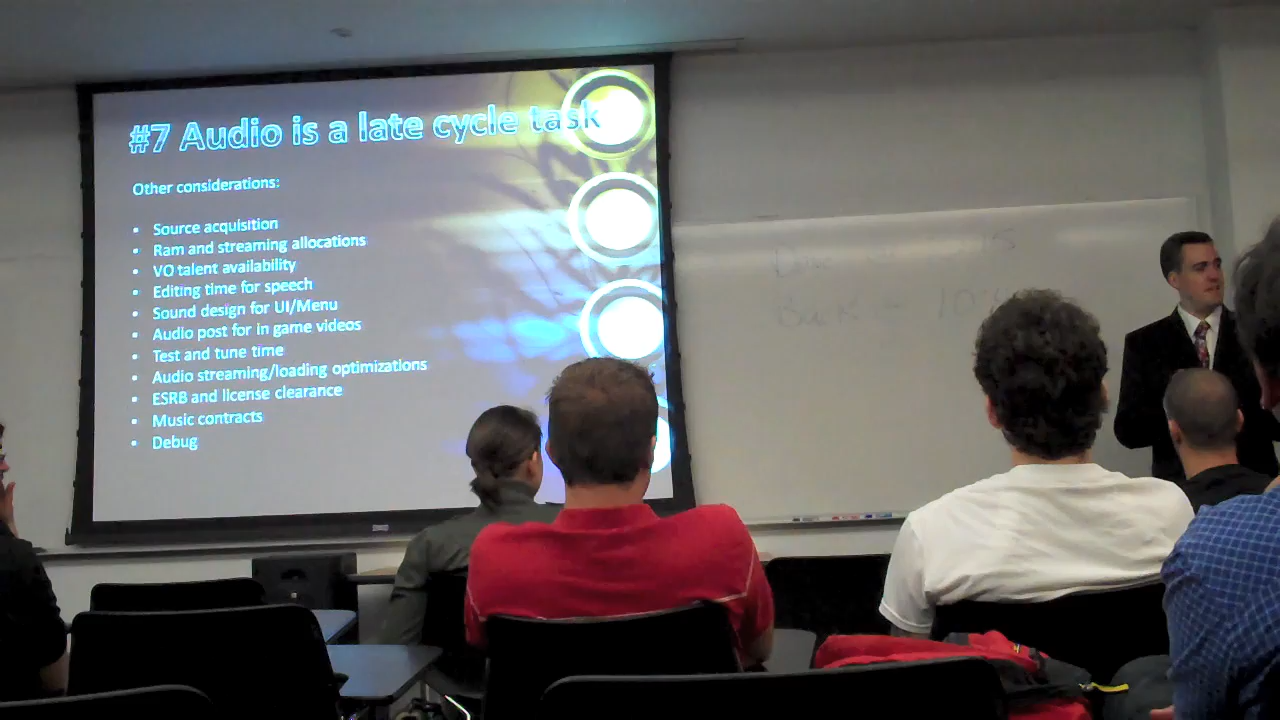 #7 Audio is a late cycle task
Other considerations:
• Source acquisition
• Ram and streaming allocations
• VO talent availability
• Editing time for speech
• Sound design for UI/Menu
• Audio post for in game videos
• Test and tune time
• Audio streaming/loading optimizations
• ESRB and license clearance
• Music contracts
• Debug